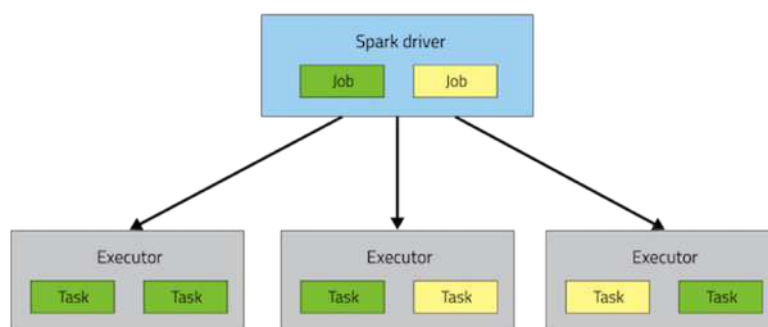 Spark driver
Job Job
Executor Executor Executor
Task Task Task Task Task Task